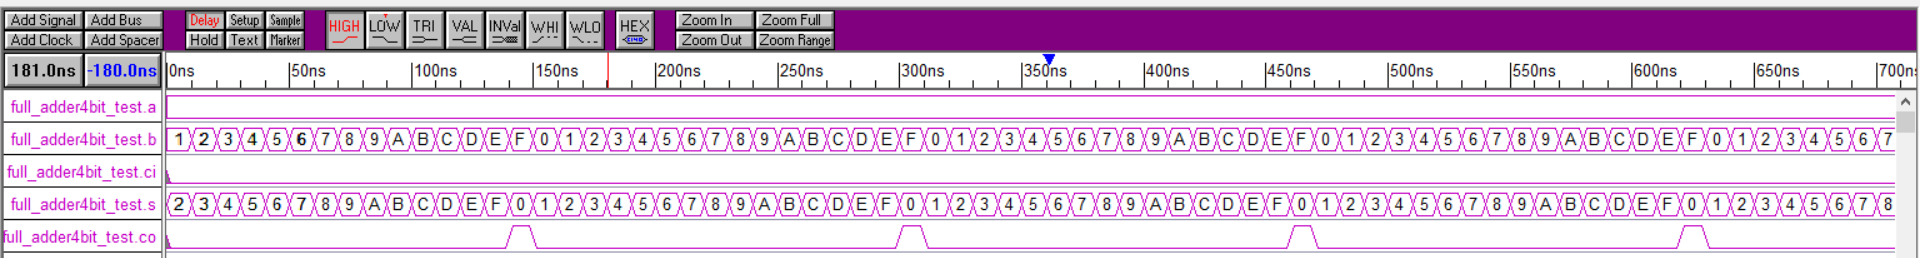 Add Signal Add Bus Delay Setup Sample HIGH LOW TRI VAL INVal WHI WLO HEX Zoom In Zoom Full
Add Clock Add Spacer Hold Text Marker Zoom Out Zoom Range
181.0ns -180.0ns 0ns 50ns 100ns 150ns 200ns 250ns 300ns 350ns 400ns 450ns 500ns 550ns 600ns 650ns 700n
full_adder4bit_test.a
full_adder4bit_test.b 1 2 3 4 5 6 7 8 9 A B C D E F 0 1 2 3 4 5 6 7 8 9 A B C D E F 0 1 2 3 4 5 6 7 8 9 A B C D E F 0 1 2 3 4 5 6 7 8 9 A B C D E F 0 1 2 3 4 5 6 7
full_adder4bit_test.ci
full_adder4bit_test.s 2 3 4 5 6 7 8 9 A B C D E F 0 1 2 3 4 5 6 7 8 9 A B C D E F 0 1 2 3 4 5 6 7 8 9 A B C D E F 0 1 2 3 4 5 6 7 8 9 A B C D E F 0 1 2 3 4 5 6 7 8
full_adder4bit_test.co